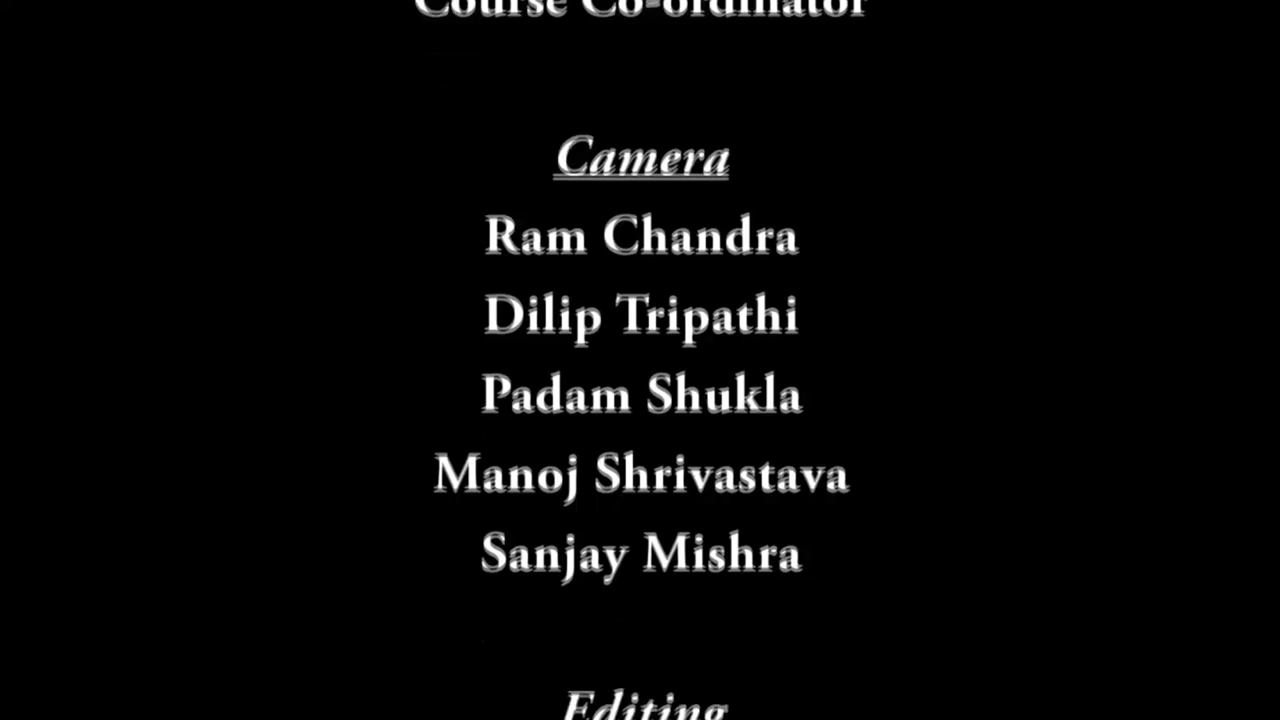 Course Co-ordinator
Camera
Ram Chandra
Dilip Tripathi
Padam Shukla
Manoj Shrivastava
Sanjay Mishra
Editing